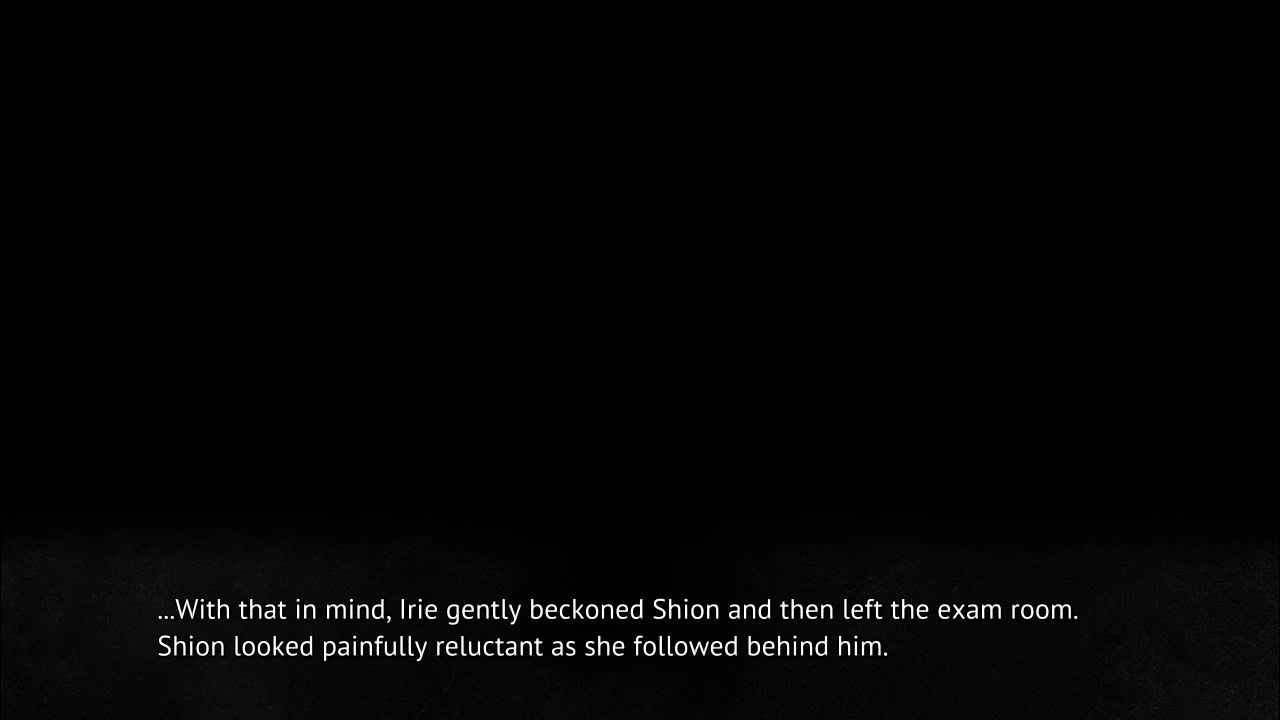 ...With that in mind, Irie gently beckoned Shion and then left the exam room.
Shion looked painfully reluctant as she followed behind him.